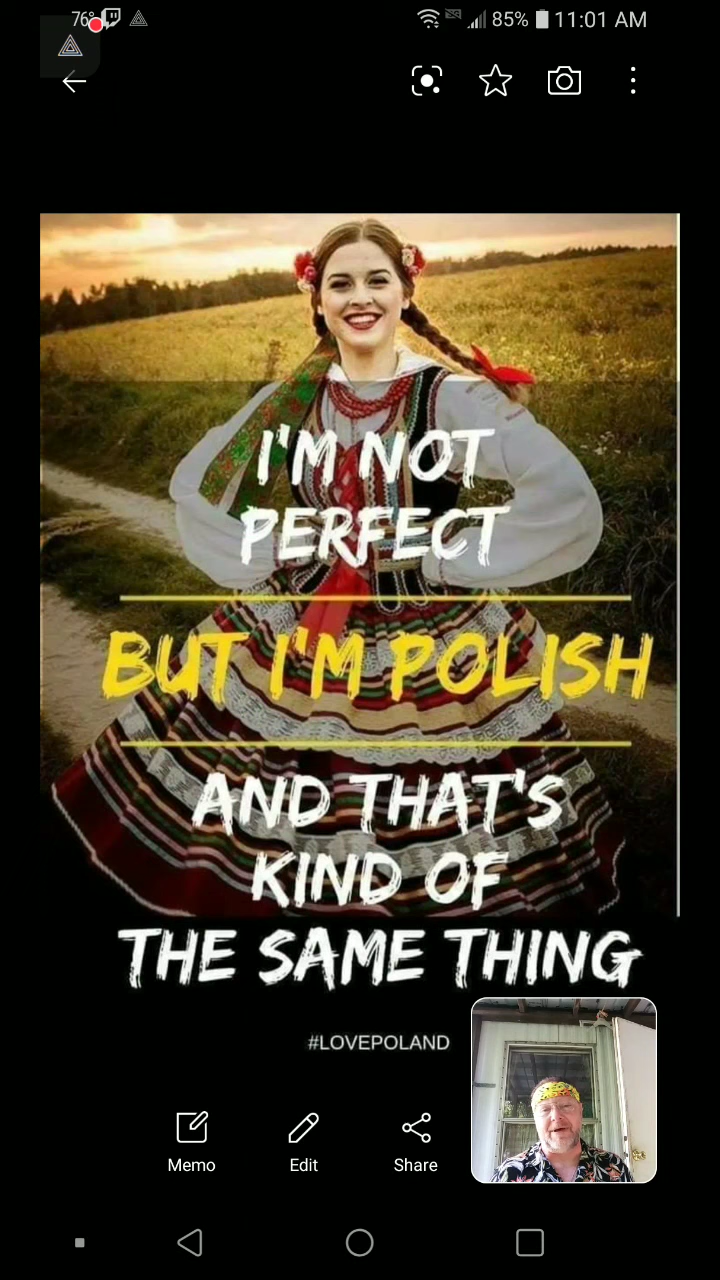 76°
85% 11:01 AM
I'M NOT
PERFECT
BUT I'M POLISH
AND THAT'S
KIND OF
THE SAME THING
#LOVEPOLAND
Memo Edit Share